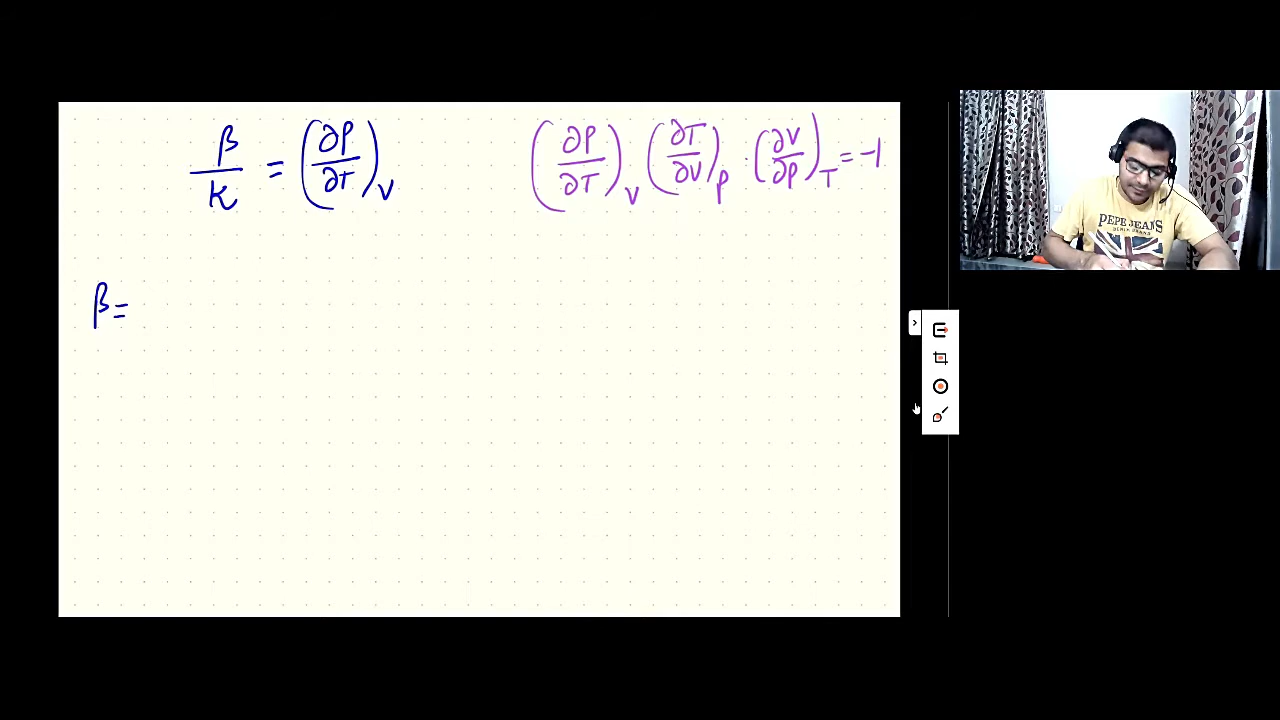 β/κ = (∂P/∂T)_V    (∂P/∂T)_V (∂T/∂V)_P · (∂V/∂P)_T = -1
β=
PEPE JEANS